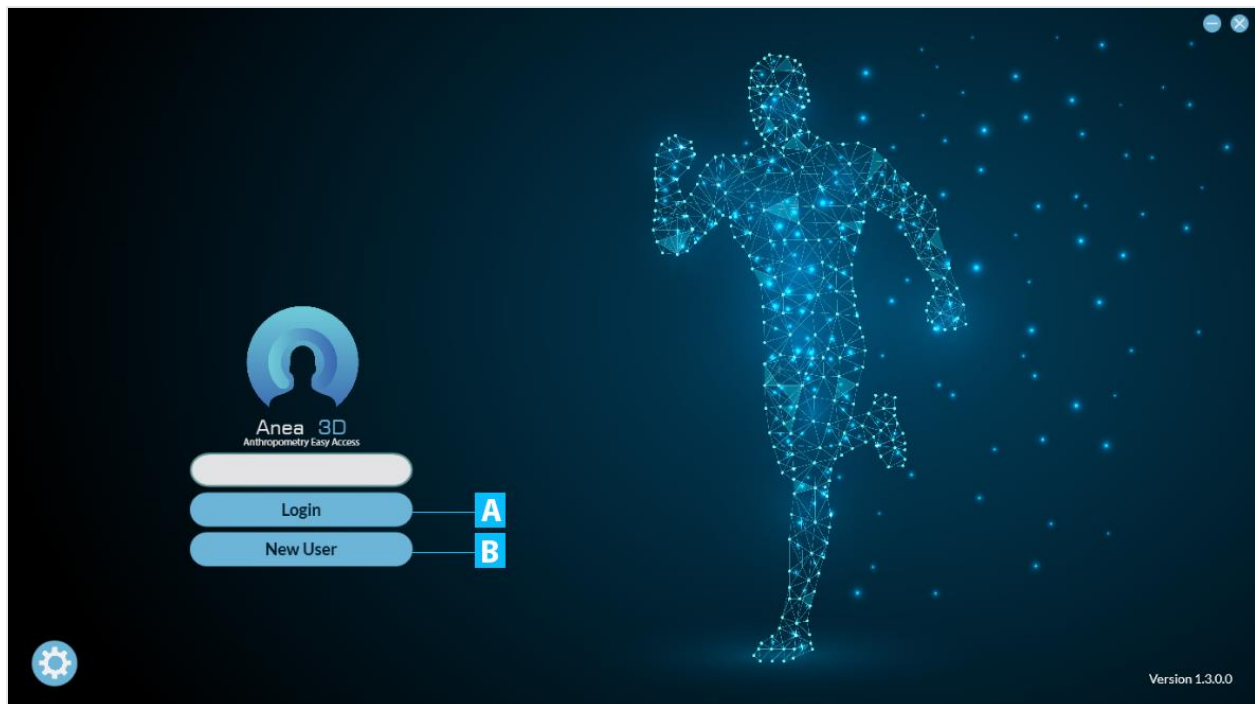 Anea 3D
Anthropometry Easy Access
Login
A
New User
B
Version 1.3.0.0